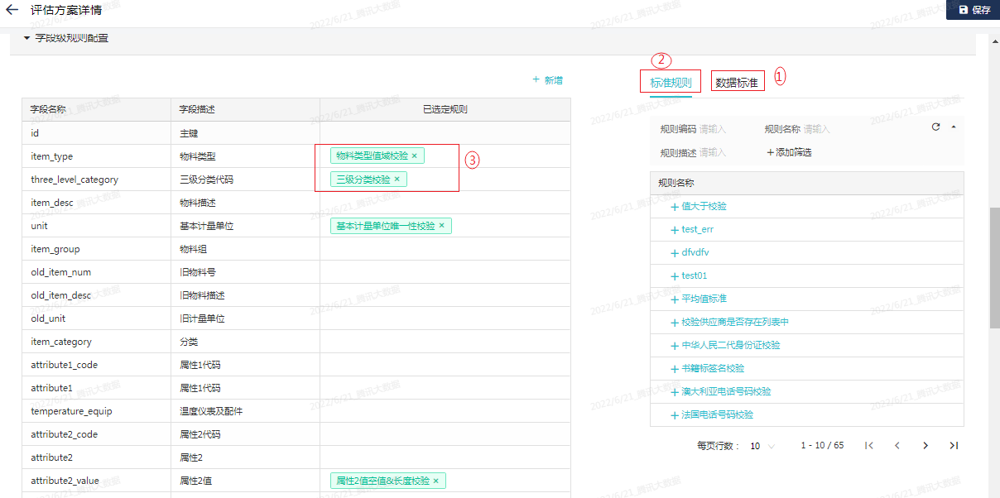 评估方案详情
保存
字段级规则配置
+ 新增
字段名称 字段描述 已选定规则
id 主键
item_type 物料类型 物料类型值域校验 ×
three_level_category 三级分类代码 三级分类校验 ×
item_desc 物料描述
unit 基本计量单位 基本计量单位唯一性校验 ×
item_group 物料组
old_item_num 旧物料号
old_item_desc 旧物料描述
old_unit 旧计量单位
item_category 分类
attribute1_code 属性1代码
attribute1 属性1代码
temperature_equip 温度仪表及配件
attribute2_code 属性2代码
attribute2 属性2
attribute2_value 属性2值 属性2值空值&长度校验 ×
③
②
标准规则 数据标准 ①
规则编码 请输入 规则名称 请输入
规则描述 请输入 +添加筛选
规则名称
+ 值大于校验
+ test_err
+ dfvdfv
+ test01
+ 平均值标准
+ 校验供应商是否存在列表中
+ 中华人民二代身份证校验
+ 书籍标签名校验
+ 澳大利亚电话号码校验
+ 法国电话号码校验
每页行数： 10 1 - 10 / 65
2022/6/21_腾讯大数据